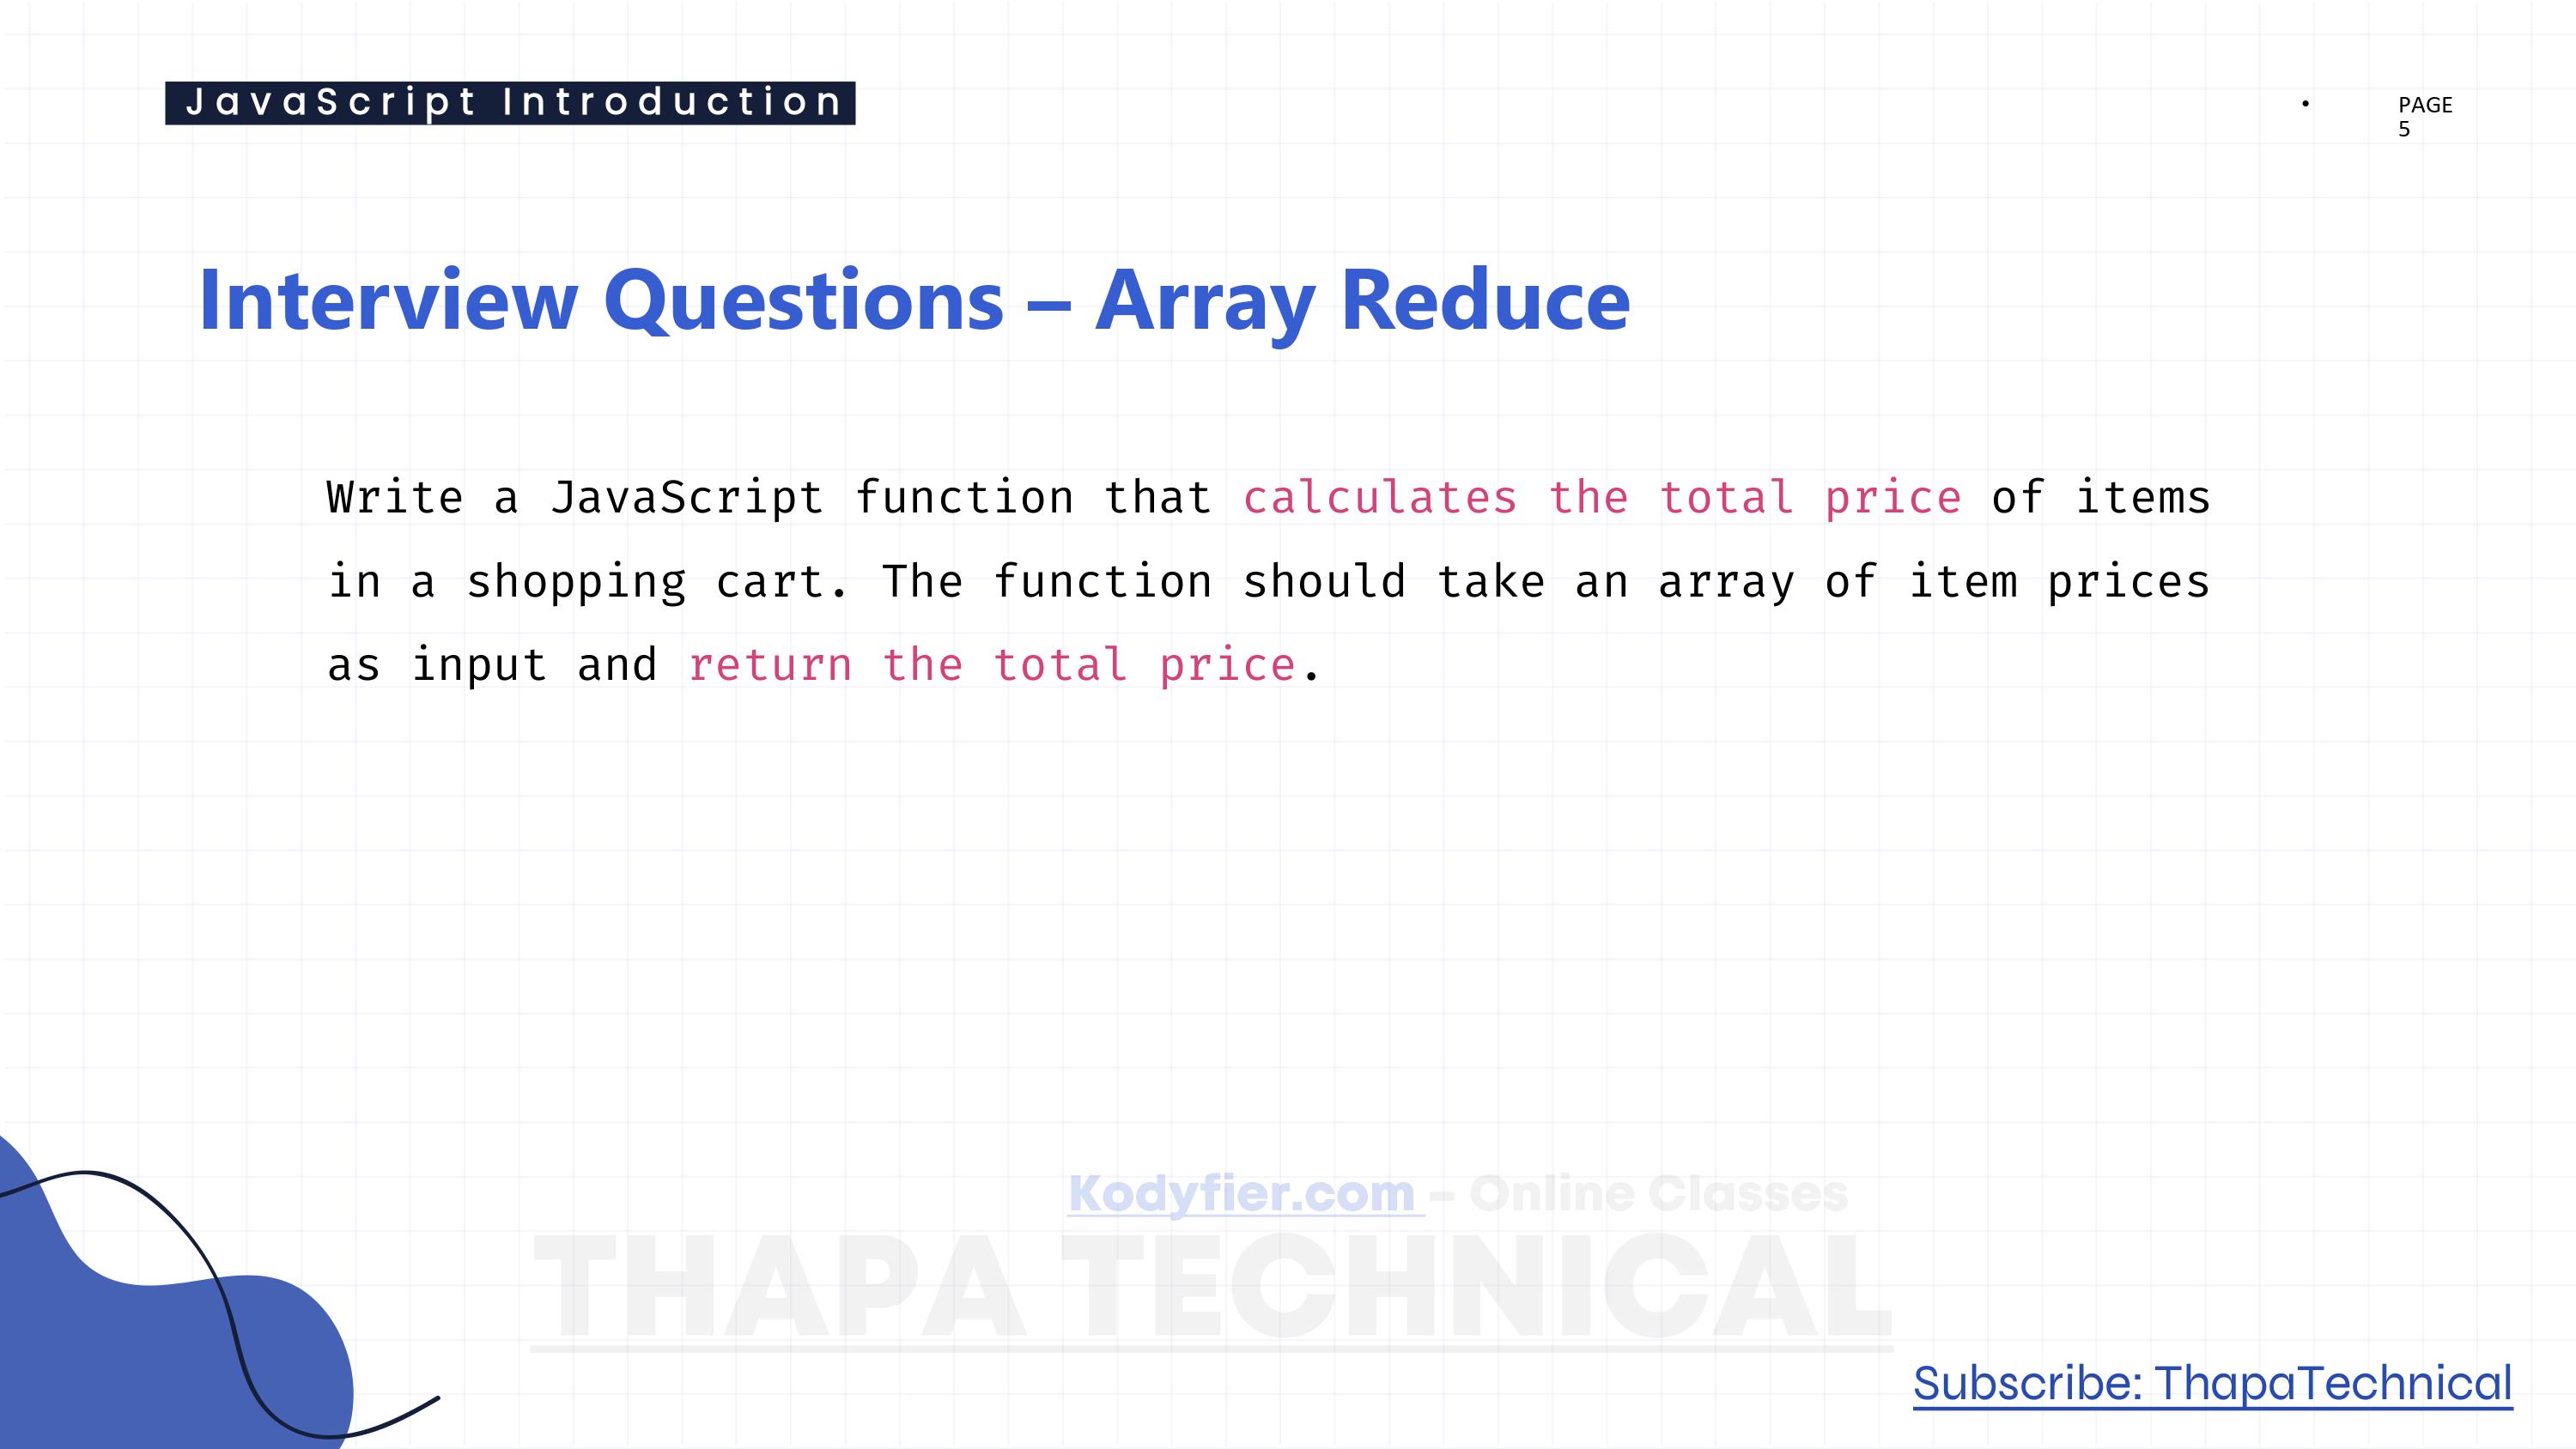 JavaScript Introduction
• PAGE
5
Interview Questions – Array Reduce
Write a JavaScript function that calculates the total price of items
in a shopping cart. The function should take an array of item prices
as input and return the total price.
Kodyfier.com – Online Classes
THAPA TECHNICAL
Subscribe: ThapaTechnical